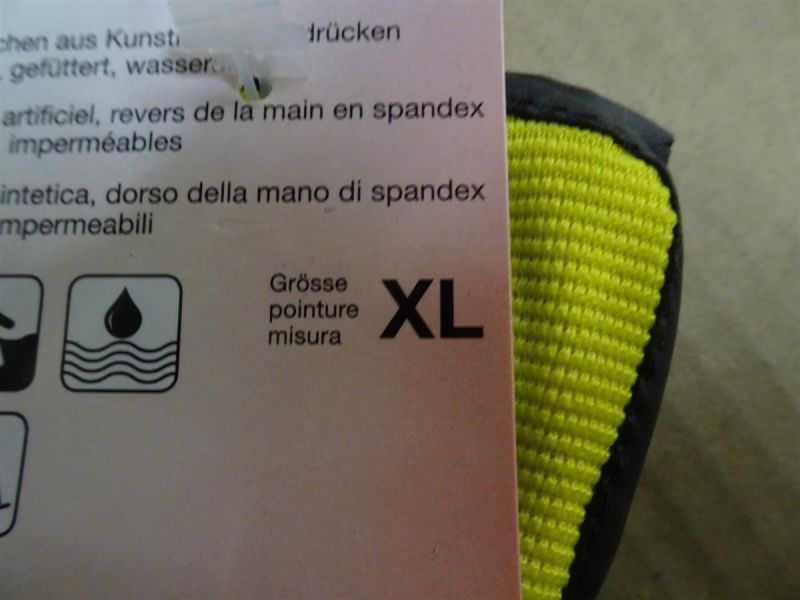 chen aus Kunst drücken
, gefüttert, wasser
artificiel, revers de la main en spandex
imperméables
intetica, dorso della mano di spandex
mpermeabili
Grösse
pointure
misura
XL